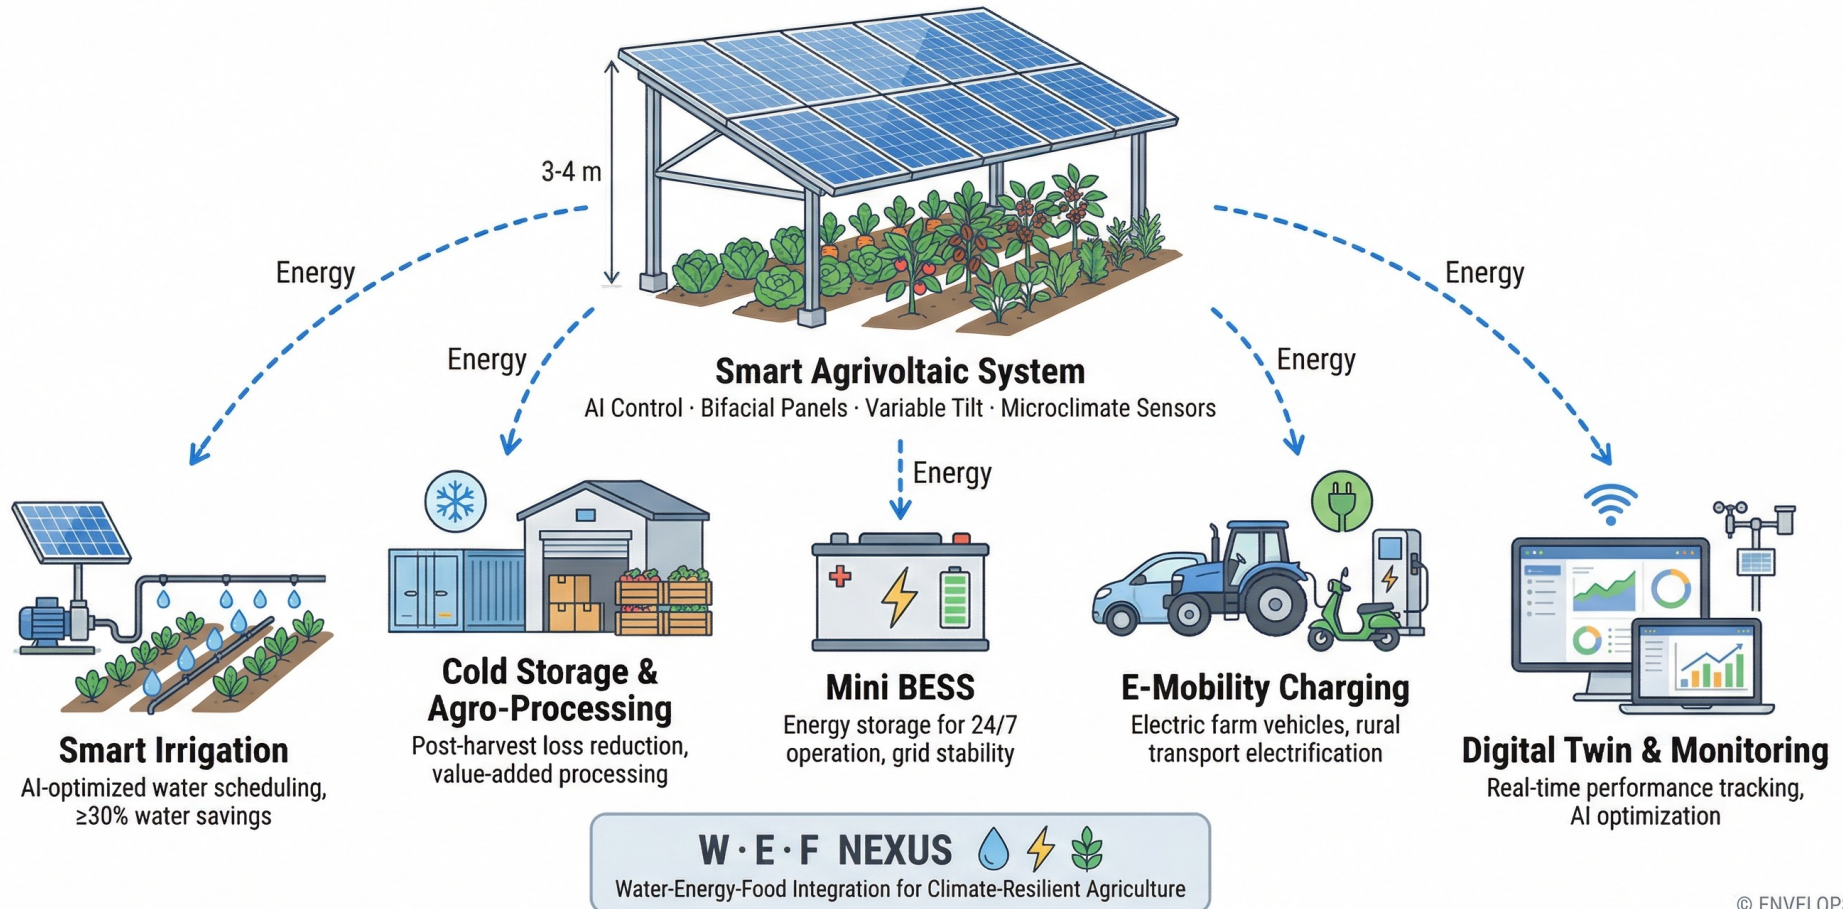 3-4 m
Energy
Energy
Energy
Energy
Smart Agrivoltaic System
AI Control · Bifacial Panels · Variable Tilt · Microclimate Sensors
Energy
Smart Irrigation
AI-optimized water scheduling,
≥30% water savings
Cold Storage &
Agro-Processing
Post-harvest loss reduction,
value-added processing
Mini BESS
Energy storage for 24/7
operation, grid stability
E-Mobility Charging
Electric farm vehicles, rural
transport electrification
Digital Twin & Monitoring
Real-time performance tracking,
AI optimization
W · E · F NEXUS
Water-Energy-Food Integration for Climate-Resilient Agriculture
© ENVELOP